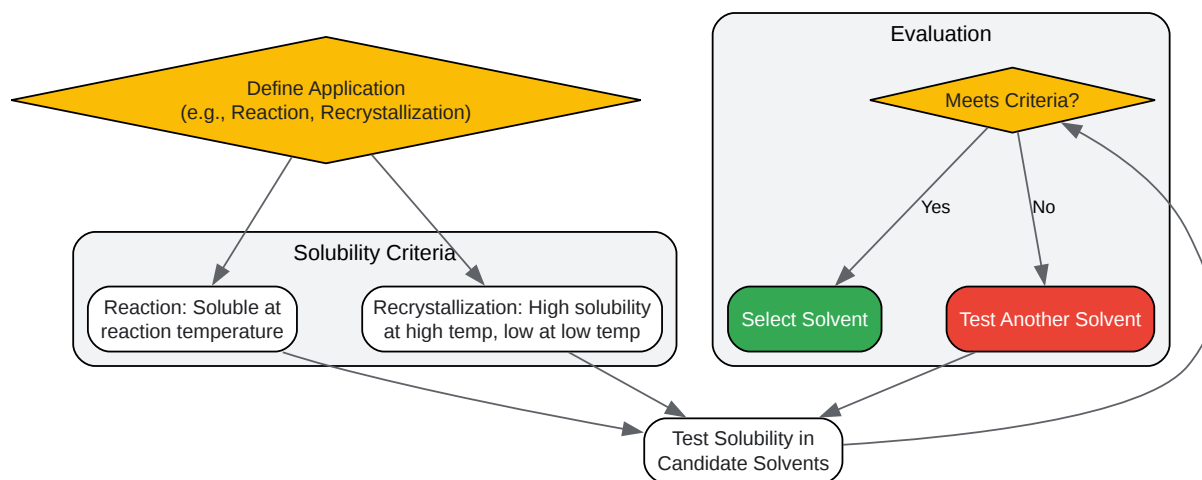 Define Application
(e.g., Reaction, Recrystallization)
Solubility Criteria
Reaction: Soluble at
reaction temperature
Recrystallization: High solubility
at high temp, low at low temp
Evaluation
Meets Criteria?
Yes
No
Select Solvent
Test Another Solvent
Test Solubility in
Candidate Solvents